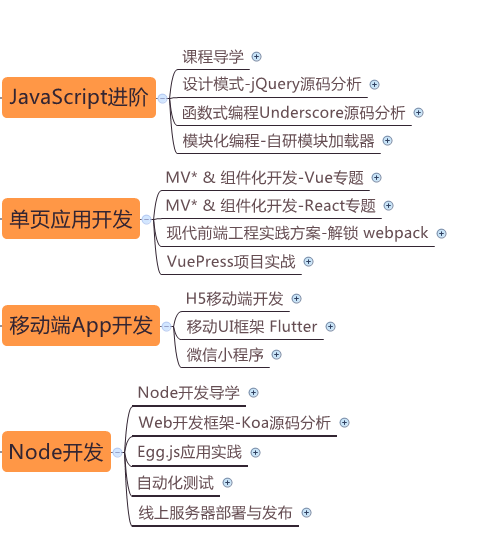 JavaScript进阶
课程导学
设计模式-jQuery源码分析
函数式编程Underscore源码分析
模块化编程-自研模块加载器
单页应用开发
MV* & 组件化开发-Vue专题
MV* & 组件化开发-React专题
现代前端工程实践方案-解锁 webpack
VuePress项目实战
移动端App开发
H5移动端开发
移动UI框架 Flutter
微信小程序
Node开发
Node开发导学
Web开发框架-Koa源码分析
Egg.js应用实践
自动化测试
线上服务器部署与发布